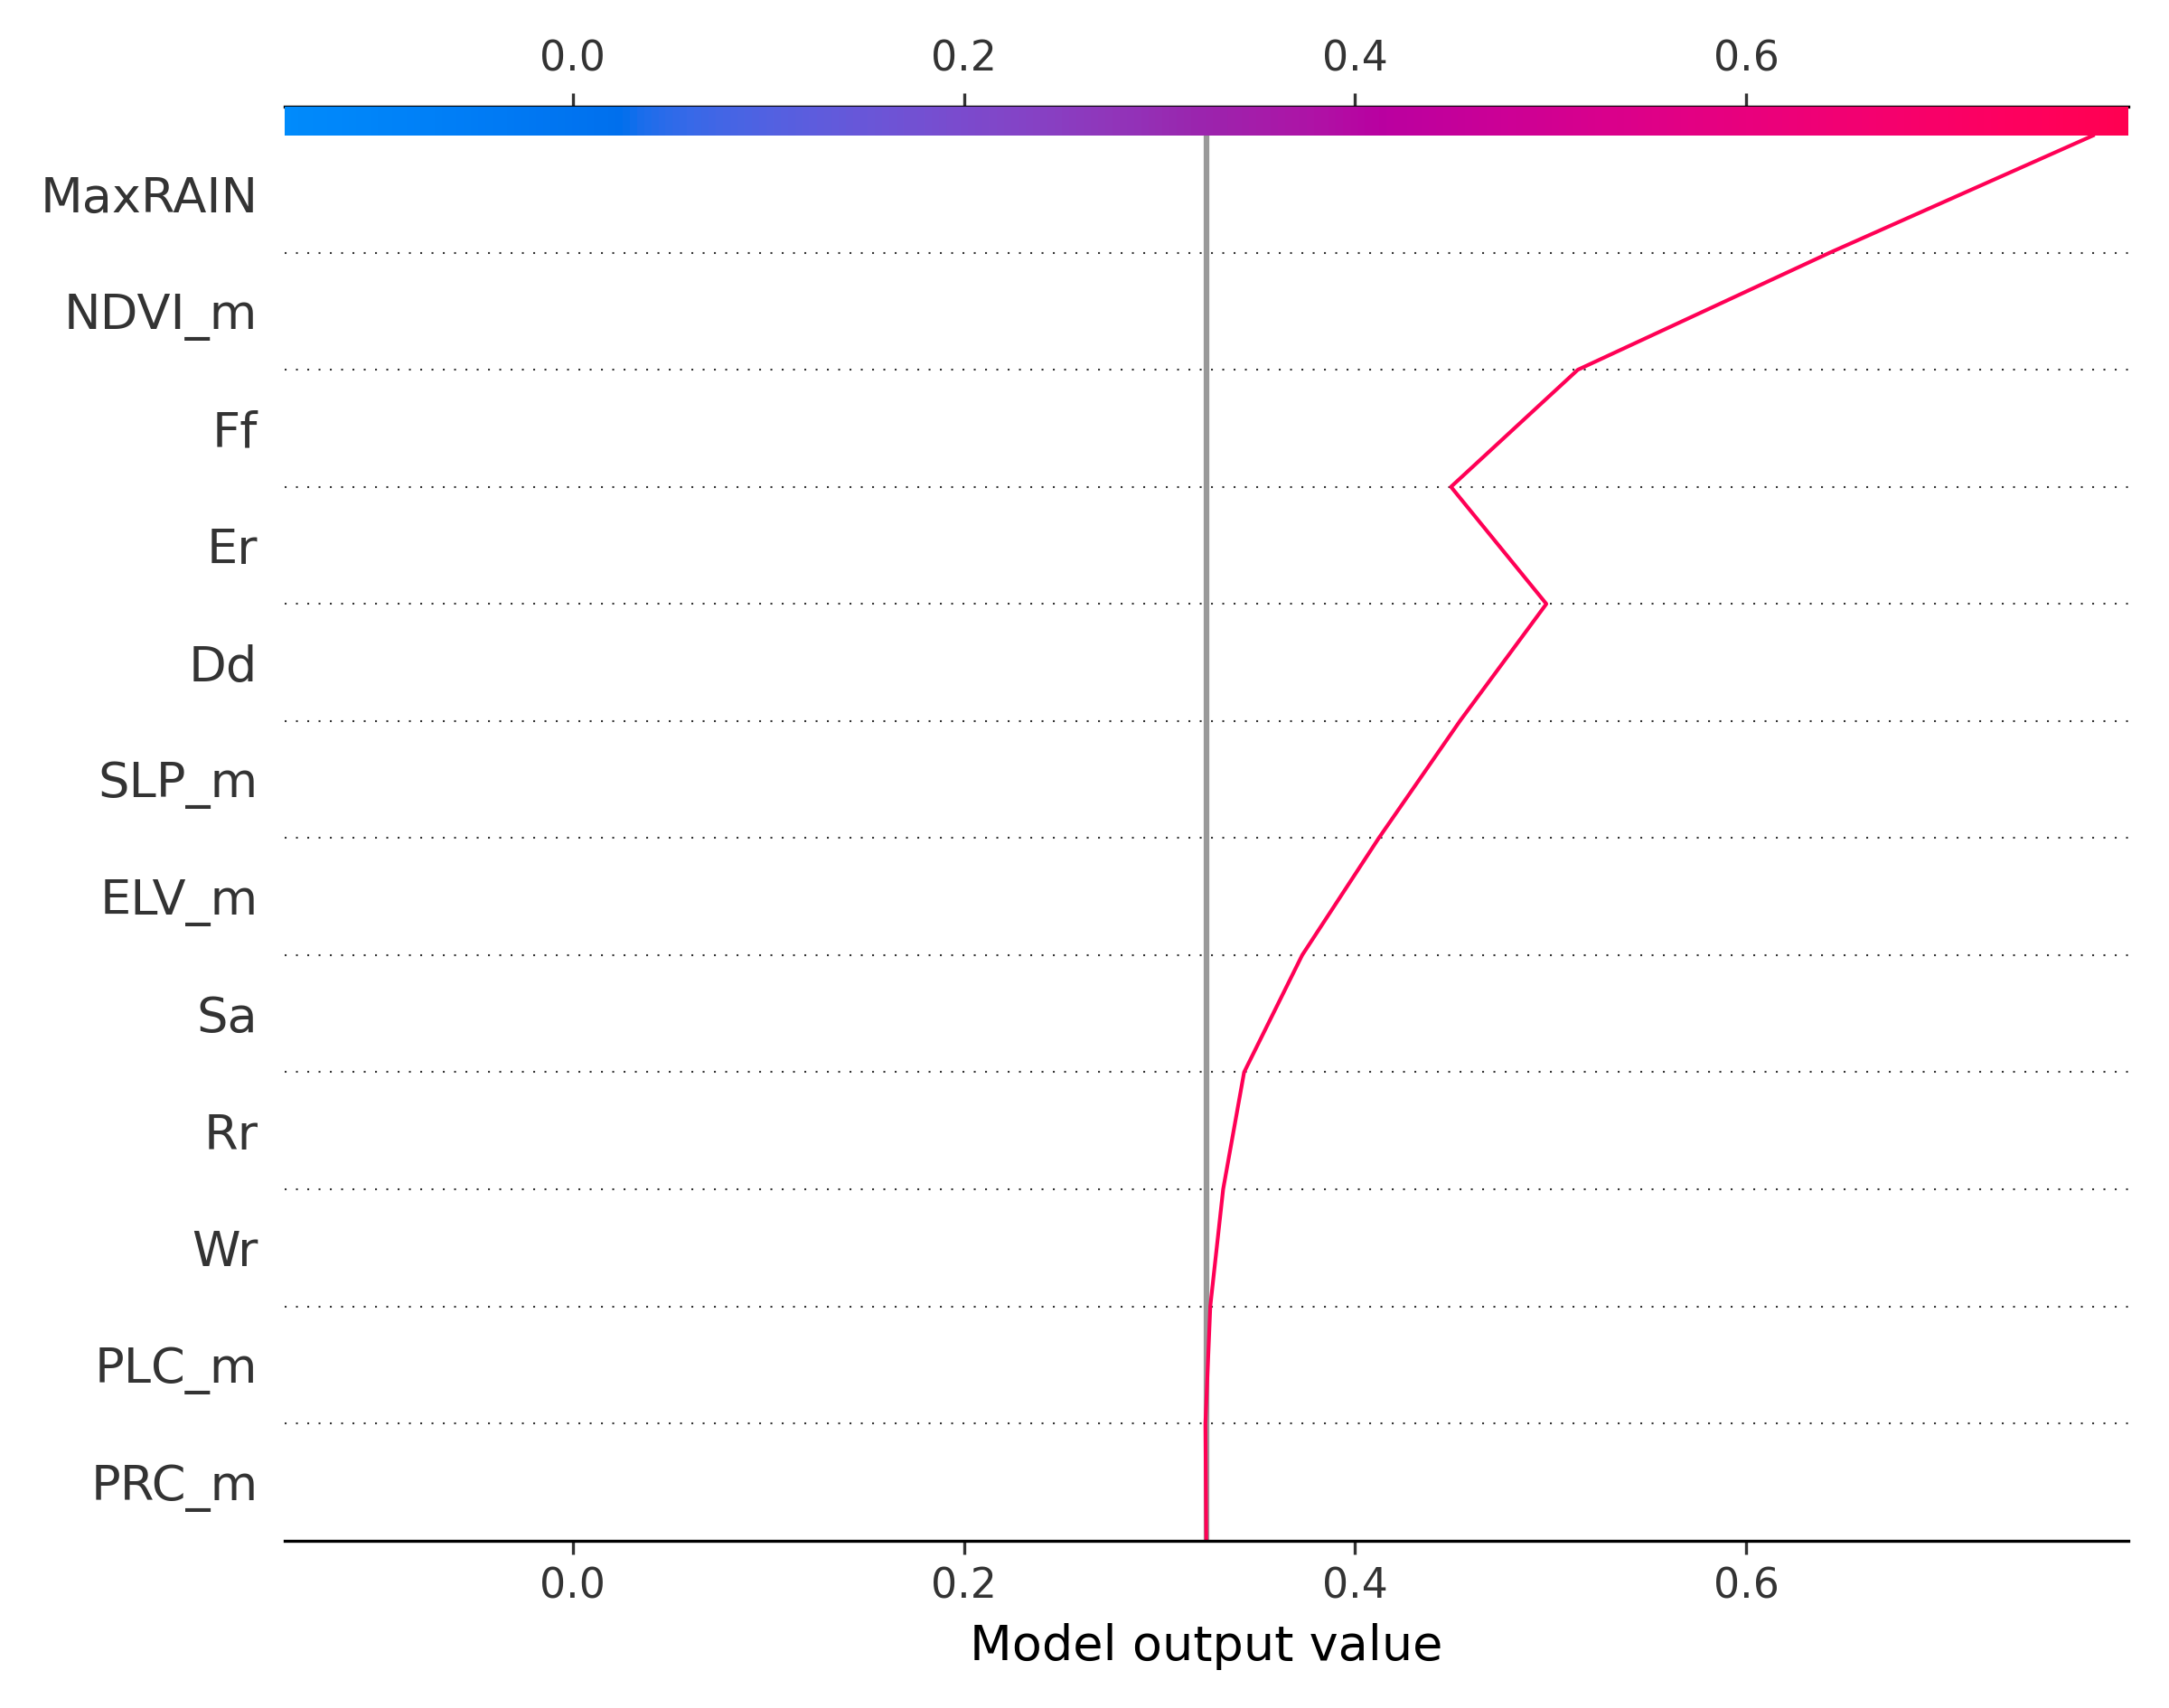 0.0 0.2 0.4 0.6
MaxRAIN
NDVI_m
Ff
Er
Dd
SLP_m
ELV_m
Sa
Rr
Wr
PLC_m
PRC_m
0.0 0.2 0.4 0.6
Model output value